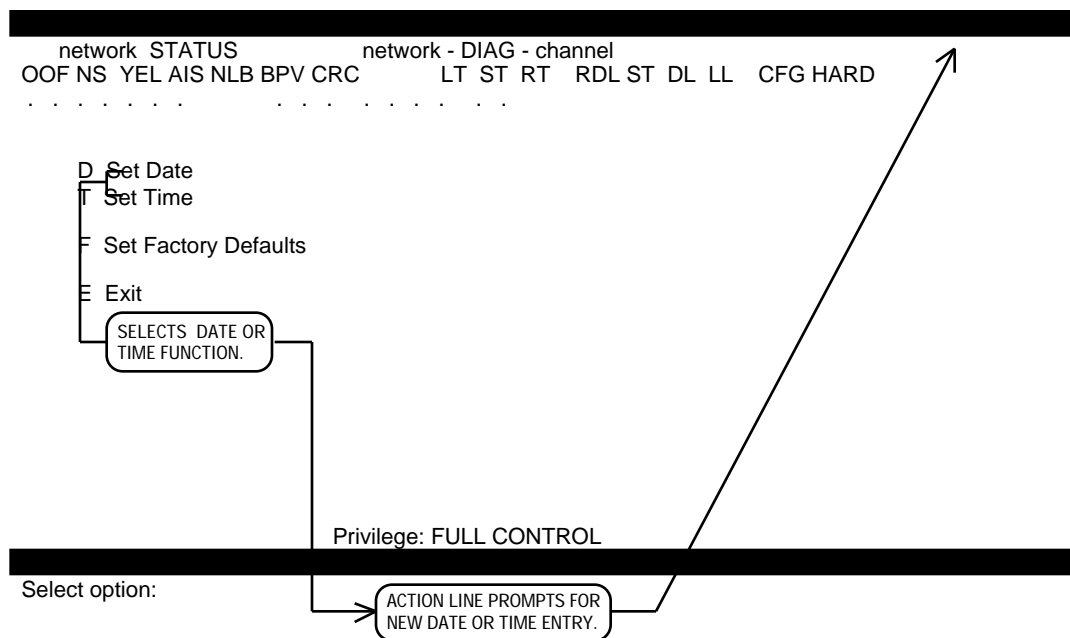 network STATUS network - DIAG - channel
OOF NS YEL AIS NLB BPV CRC LT ST RT RDL ST DL LL CFG HARD
. . . . . . . . . . . . . . . .
D Set Date
T Set Time
F Set Factory Defaults
E Exit
SELECTS DATE OR
TIME FUNCTION.
Privilege: FULL CONTROL
Select option:
ACTION LINE PROMPTS FOR
NEW DATE OR TIME ENTRY.